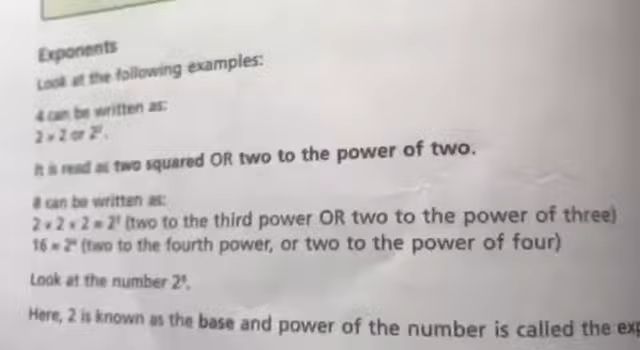 Exponents
Look at the following examples:
4 can be written as:
2 × 2 or 2².
It is read as two squared OR two to the power of two.
8 can be written as:
2 × 2 × 2 = 2³ (two to the third power OR two to the power of three)
16 = 2⁴ (two to the fourth power, or two to the power of four)
Look at the number 2
Here, 2 is known as the base and power of the number is called the exp